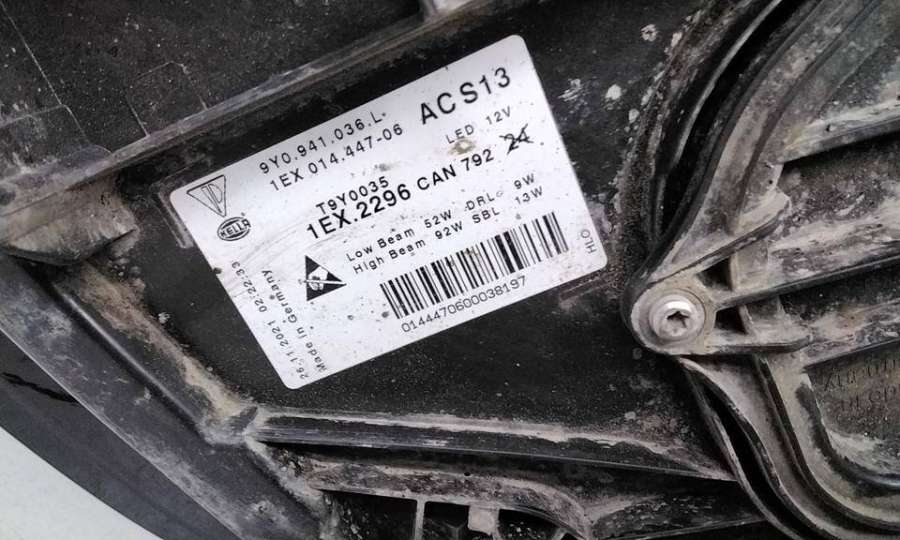 9Y0.941.036.L
1EX 014.447-06
ACS13
LED 12V
T9Y0035
1EX.2296 CAN 792 24
HELLA
Low Beam 52W DRL 9W
High Beam 92W SBL 13W
HLO
0144470600038197
26.11.2021 02:22:33
Made in Germany